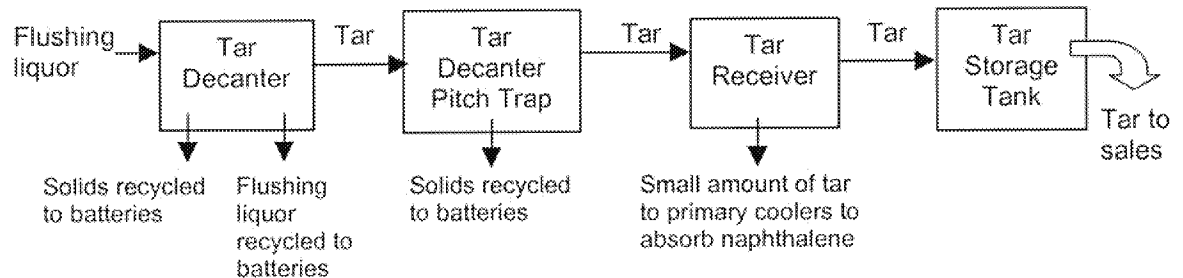 Flushing
liquor
Tar
Decanter
Tar
Tar
Decanter
Pitch Trap
Tar
Tar
Receiver
Tar
Tar
Storage
Tank
Tar to
sales
Solids recycled
to batteries
Flushing
liquor
recycled to
batteries
Solids recycled
to batteries
Small amount of tar
to primary coolers to
absorb naphthalene